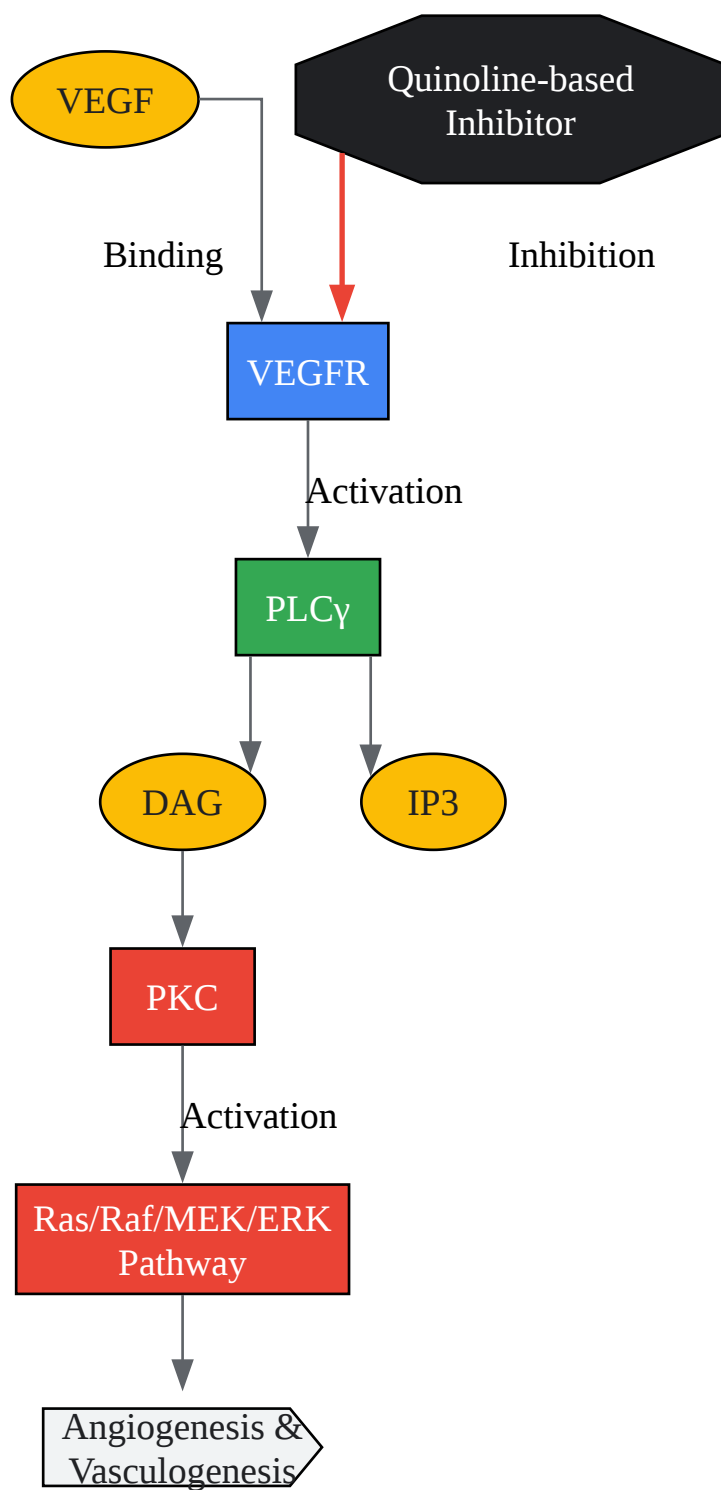 VEGF
Quinoline-based
Inhibitor
Binding
Inhibition
VEGFR
Activation
PLCγ
DAG
IP3
PKC
Activation
Ras/Raf/MEK/ERK
Pathway
Angiogenesis &
Vasculogenesis